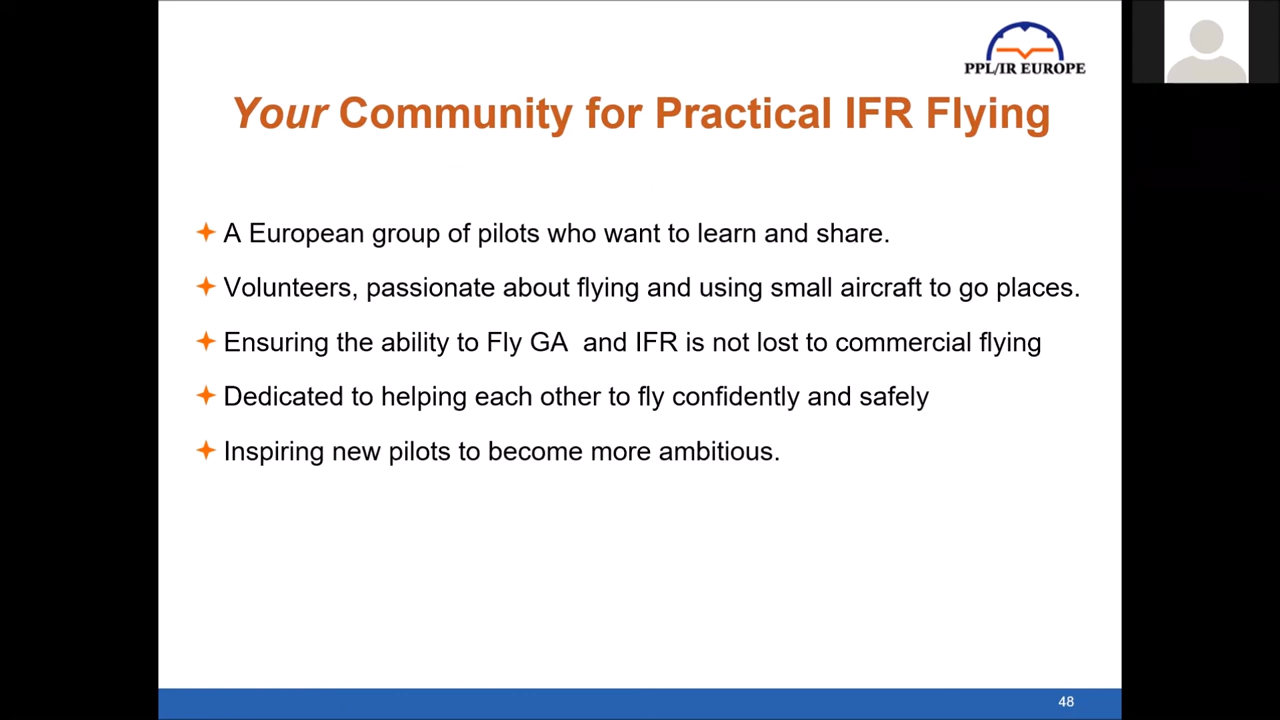 PPL/IR EUROPE
Your Community for Practical IFR Flying
A European group of pilots who want to learn and share.
Volunteers, passionate about flying and using small aircraft to go places.
Ensuring the ability to Fly GA  and IFR is not lost to commercial flying
Dedicated to helping each other to fly confidently and safely
Inspiring new pilots to become more ambitious.
48